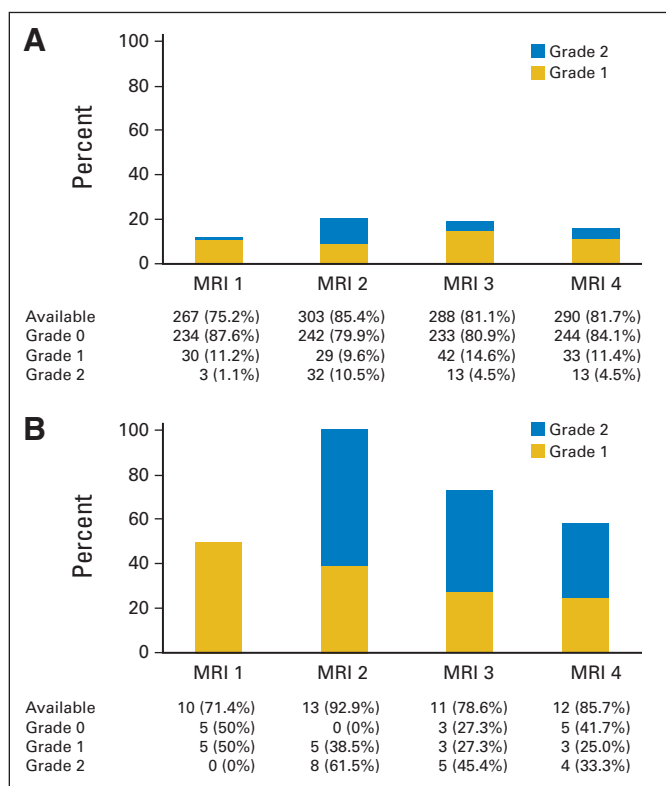 A
100
80
60
40
20
0
Percent
Grade 2
Grade 1
MRI 1 MRI 2 MRI 3 MRI 4
Available 267 (75.2%) 303 (85.4%) 288 (81.1%) 290 (81.7%)
Grade 0 234 (87.6%) 242 (79.9%) 233 (80.9%) 244 (84.1%)
Grade 1 30 (11.2%) 29 (9.6%) 42 (14.6%) 33 (11.4%)
Grade 2 3 (1.1%) 32 (10.5%) 13 (4.5%) 13 (4.5%)
B
100
80
60
40
20
0
Percent
Grade 2
Grade 1
MRI 1 MRI 2 MRI 3 MRI 4
Available 10 (71.4%) 13 (92.9%) 11 (78.6%) 12 (85.7%)
Grade 0 5 (50%) 0 (0%) 3 (27.3%) 5 (41.7%)
Grade 1 5 (50%) 5 (38.5%) 3 (27.3%) 3 (25.0%)
Grade 2 0 (0%) 8 (61.5%) 5 (45.4%) 4 (33.3%)